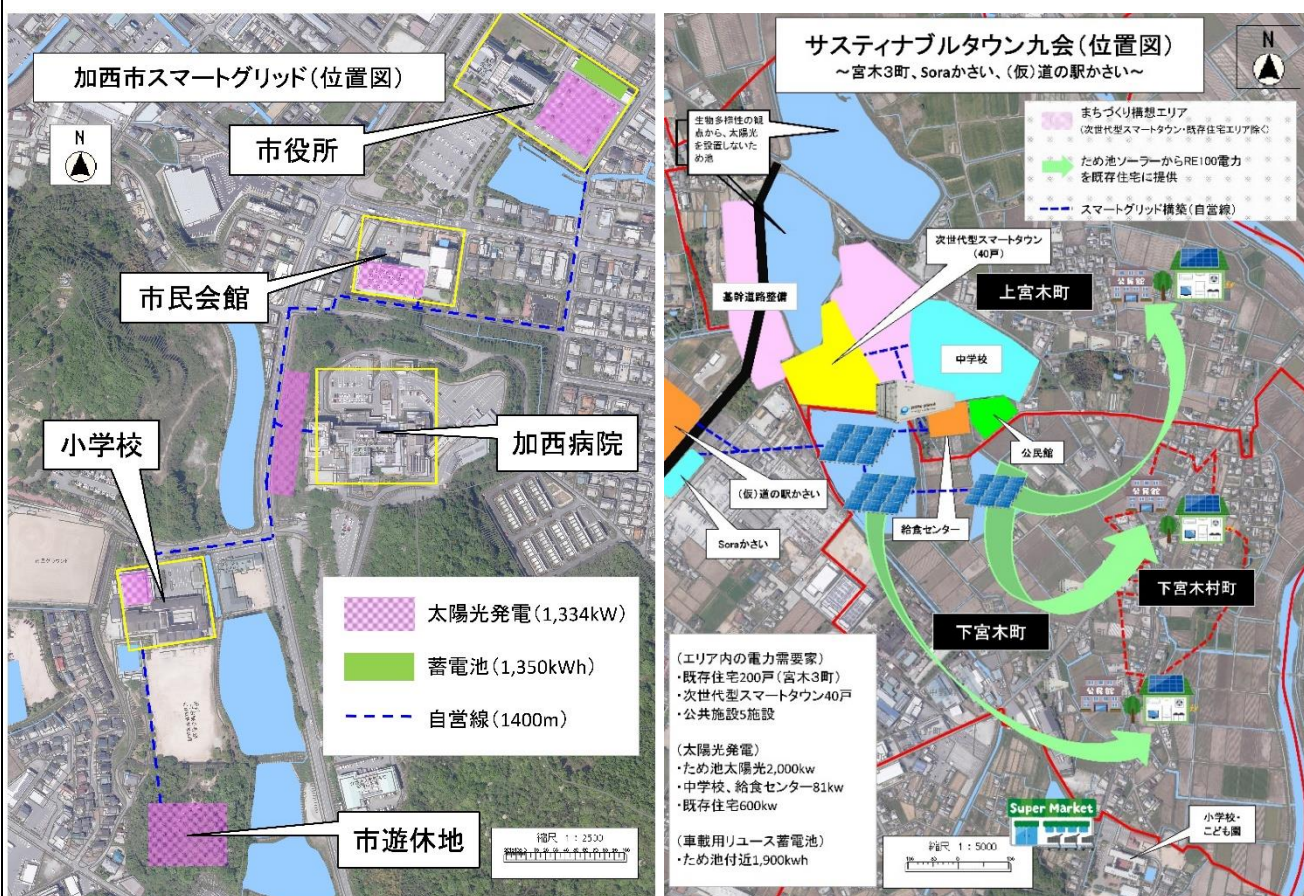 加西市スマートグリッド(位置図)
N
市役所
市民会館
加西病院
小学校
太陽光発電(1,334kW)
蓄電池(1,350kWh)
自営線(1400m)
市遊休地
縮尺 1:2500
サスティナブルタウン九会(位置図)
~宮木3町、Soraかさい、(仮)道の駅かさい~
N
生物多様性の観
点から、太陽光
を設置しないた
め池
まちづくり構想エリア
(次世代型スマートタウン・既存住宅エリア除く)
ため池ソーラーからRE100電力
を既存住宅に提供
スマートグリッド構築(自営線)
次世代型スマートタウン
(40戸)
上宮木町
公民館
基幹道路整備
中学校
公民館
(仮)道の駅かさい
給食センター
Soraかさい
公民館
下宮木村町
下宮木町
公民館
(エリア内の電力需要家)
・既存住宅200戸(宮木3町)
・次世代型スマートタウン40戸
・公共施設5施設
(太陽光発電)
・ため池太陽光2,000kw
・中学校、給食センター81kw
・既存住宅600kw
(車載用リユース蓄電池)
・ため池付近1,900kwh
Super Market
小学校・
こども園
縮尺 1:5000